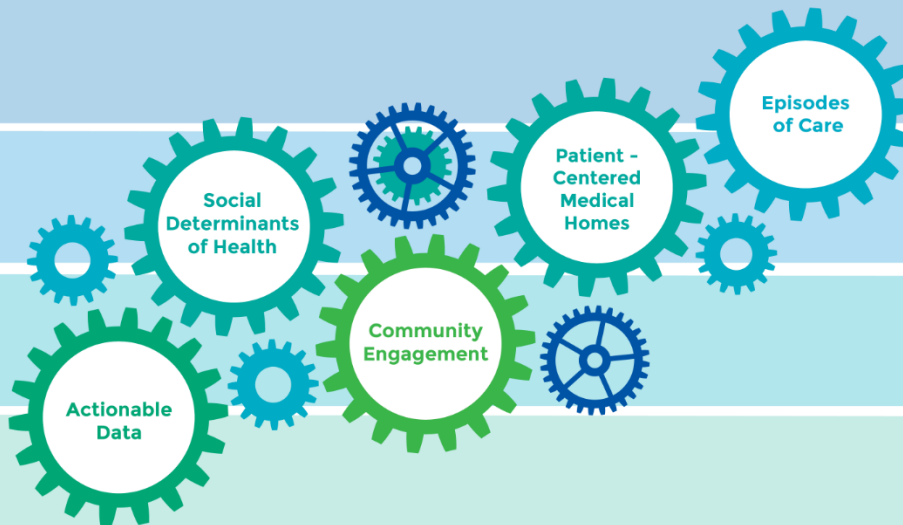 Episodes
of Care
Patient -
Centered
Medical
Homes
Social
Determinants
of Health
Community
Engagement
Actionable
Data